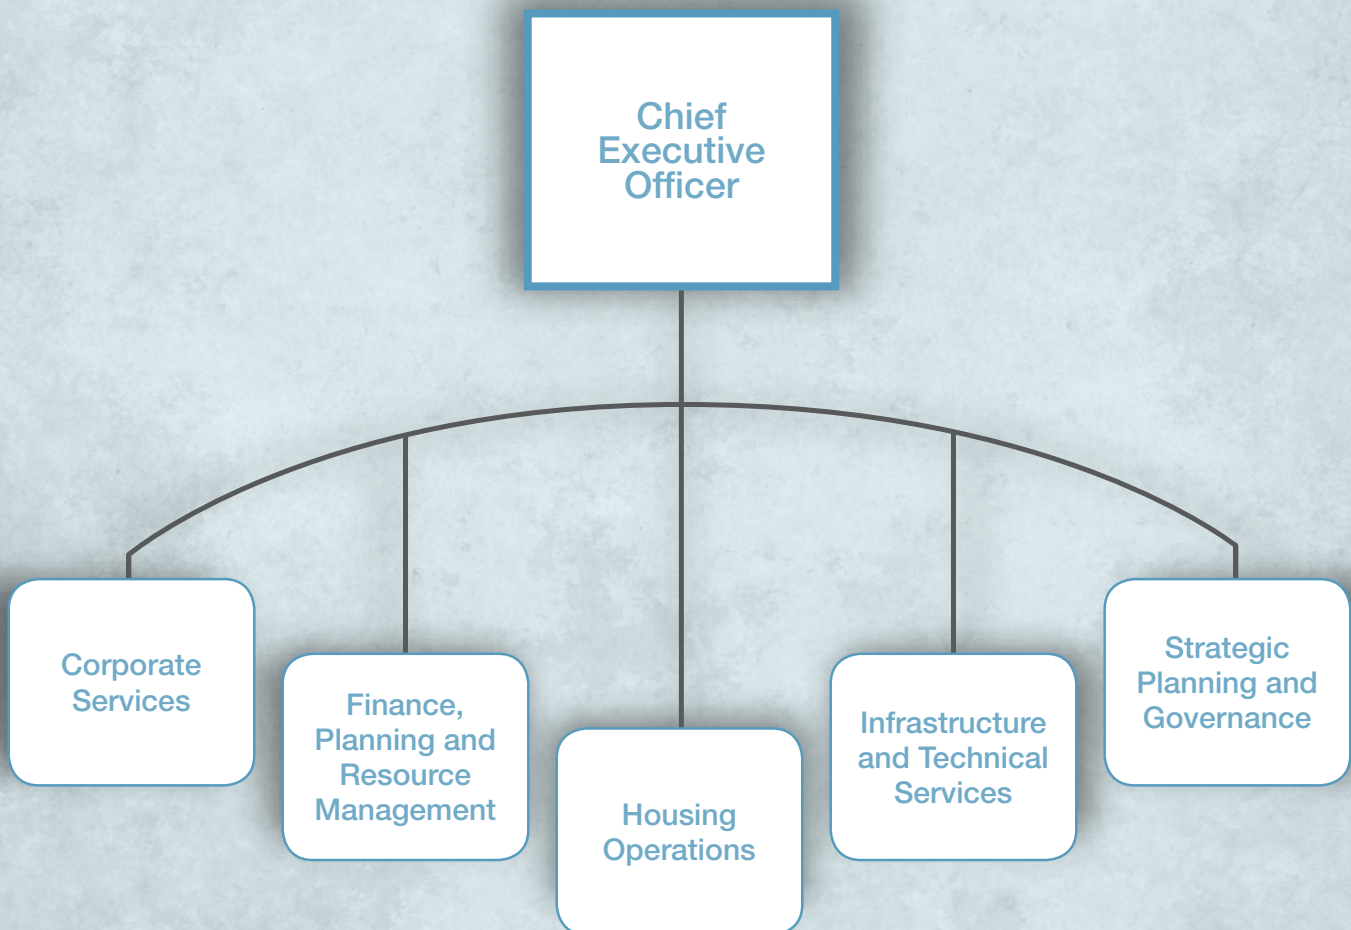 Chief
Executive
Officer
Corporate
Services
Finance,
Planning and
Resource
Management
Housing
Operations
Infrastructure
and Technical
Services
Strategic
Planning and
Governance